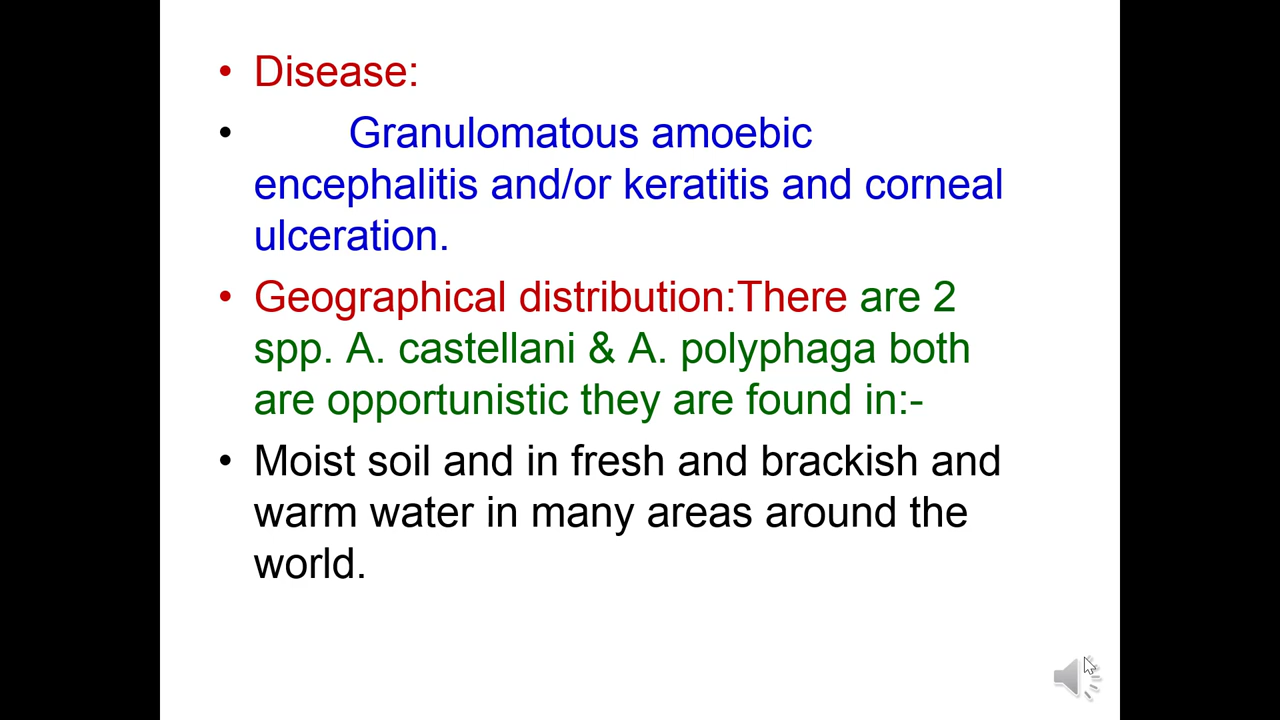 • Disease:
• Granulomatous amoebic
encephalitis and/or keratitis and corneal
ulceration.
• Geographical distribution:There are 2
spp. A. castellani & A. polyphaga both
are opportunistic they are found in:-
• Moist soil and in fresh and brackish and
warm water in many areas around the
world.